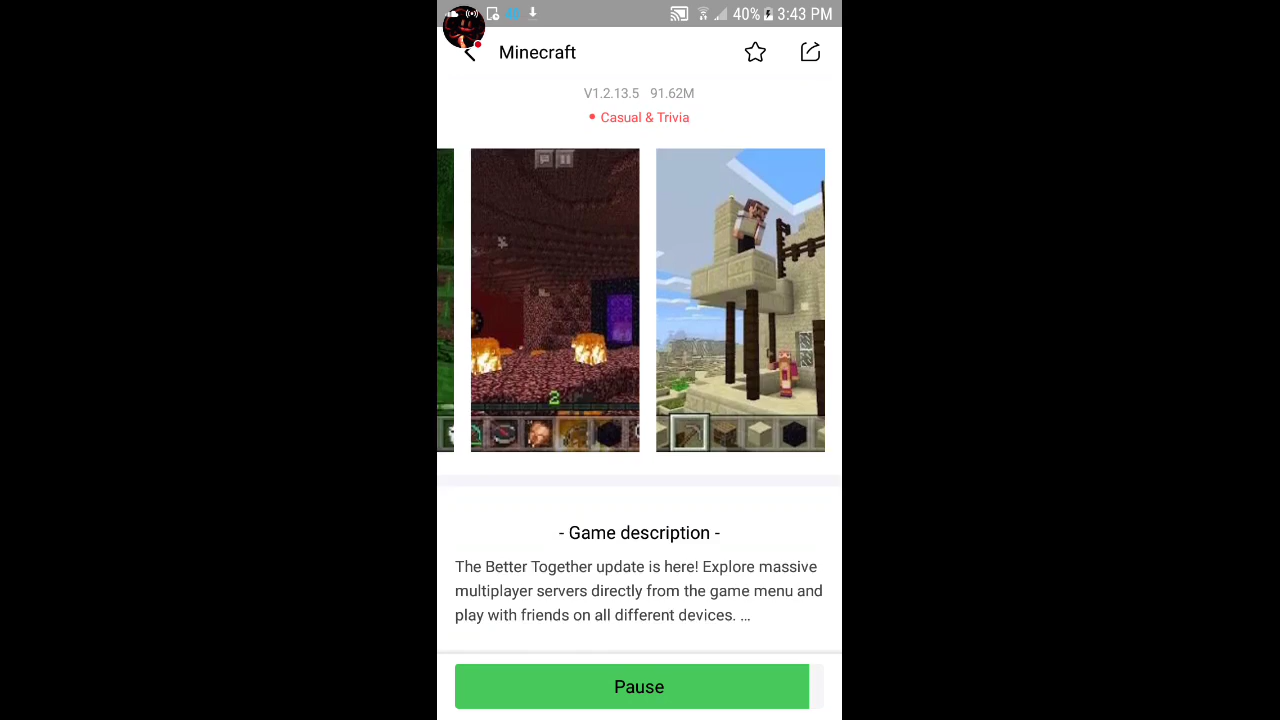 40% 3:43 PM
Minecraft
V1.2.13.5 91.62M
• Casual & Trivia
2
- Game description -
The Better Together update is here! Explore massive
multiplayer servers directly from the game menu and
play with friends on all different devices. ...
Pause